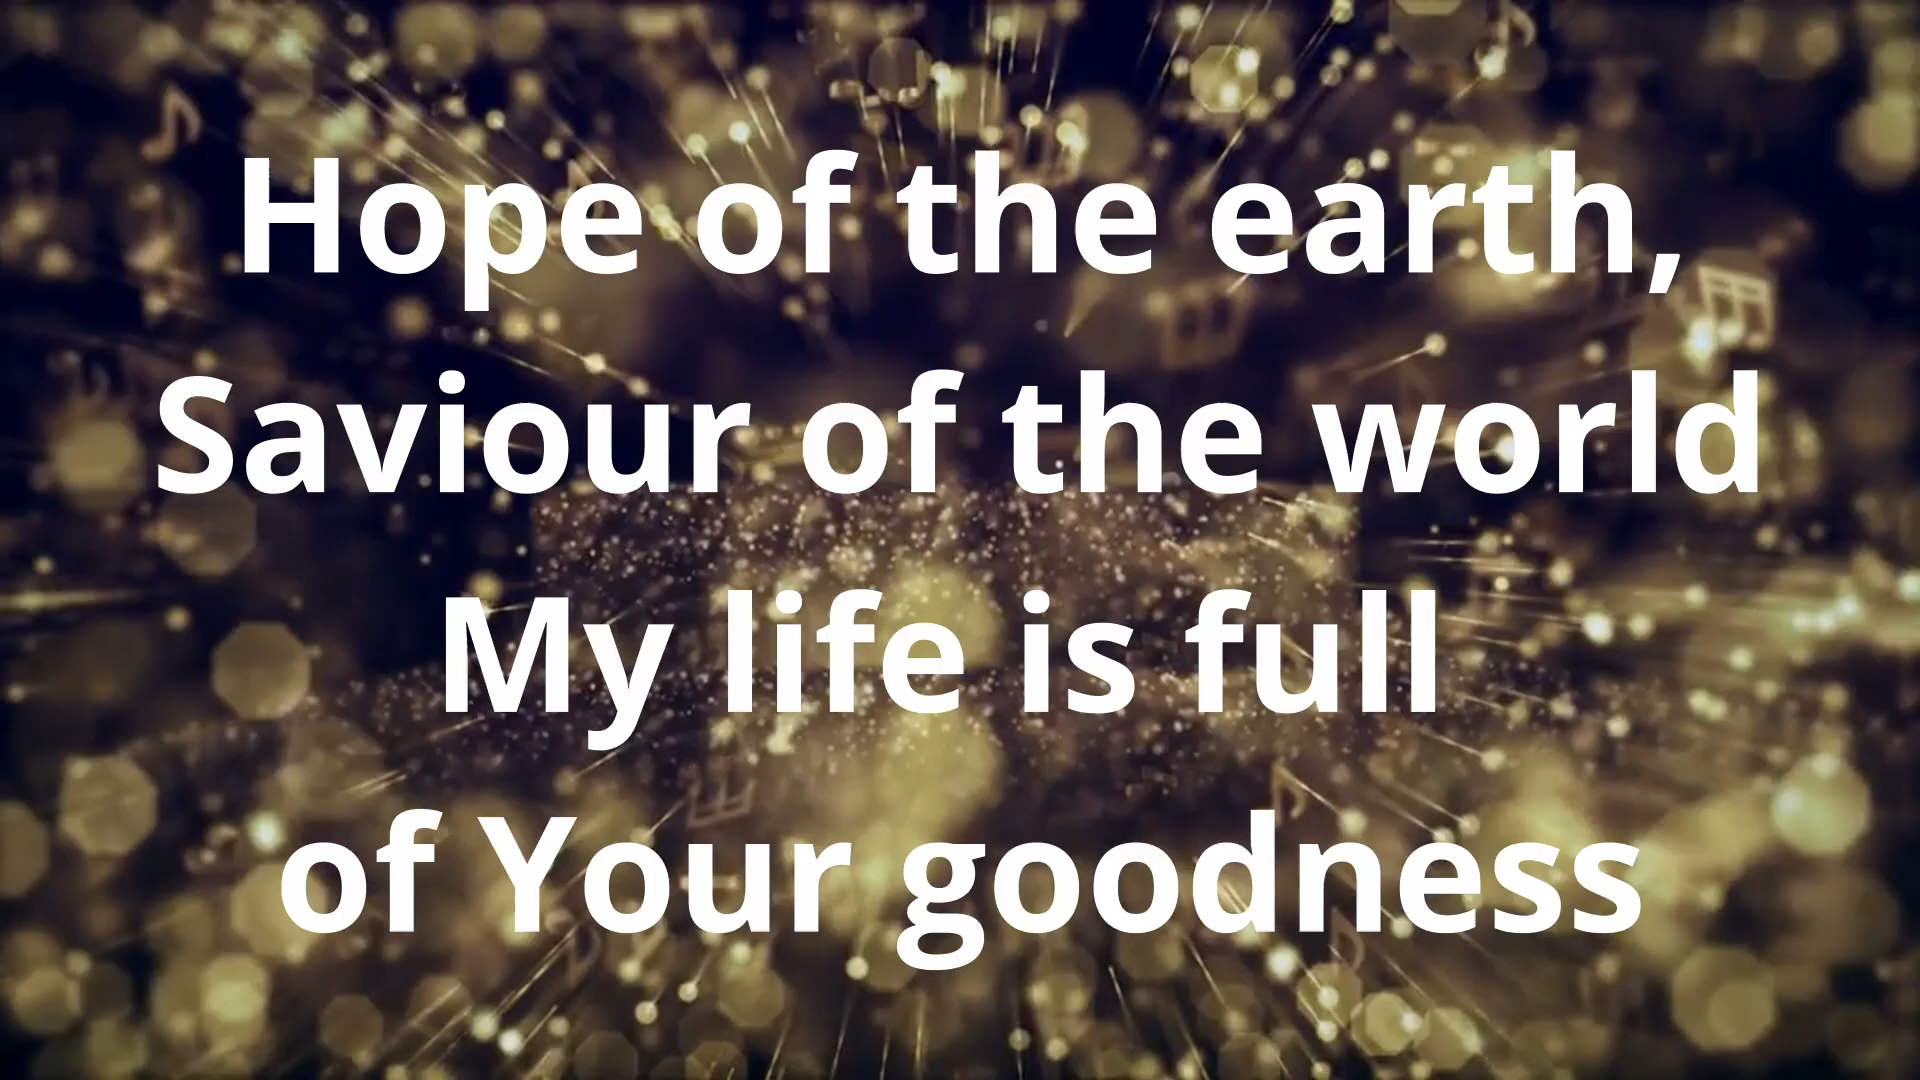 Hope of the earth,
Saviour of the world
My life is full
of Your goodness